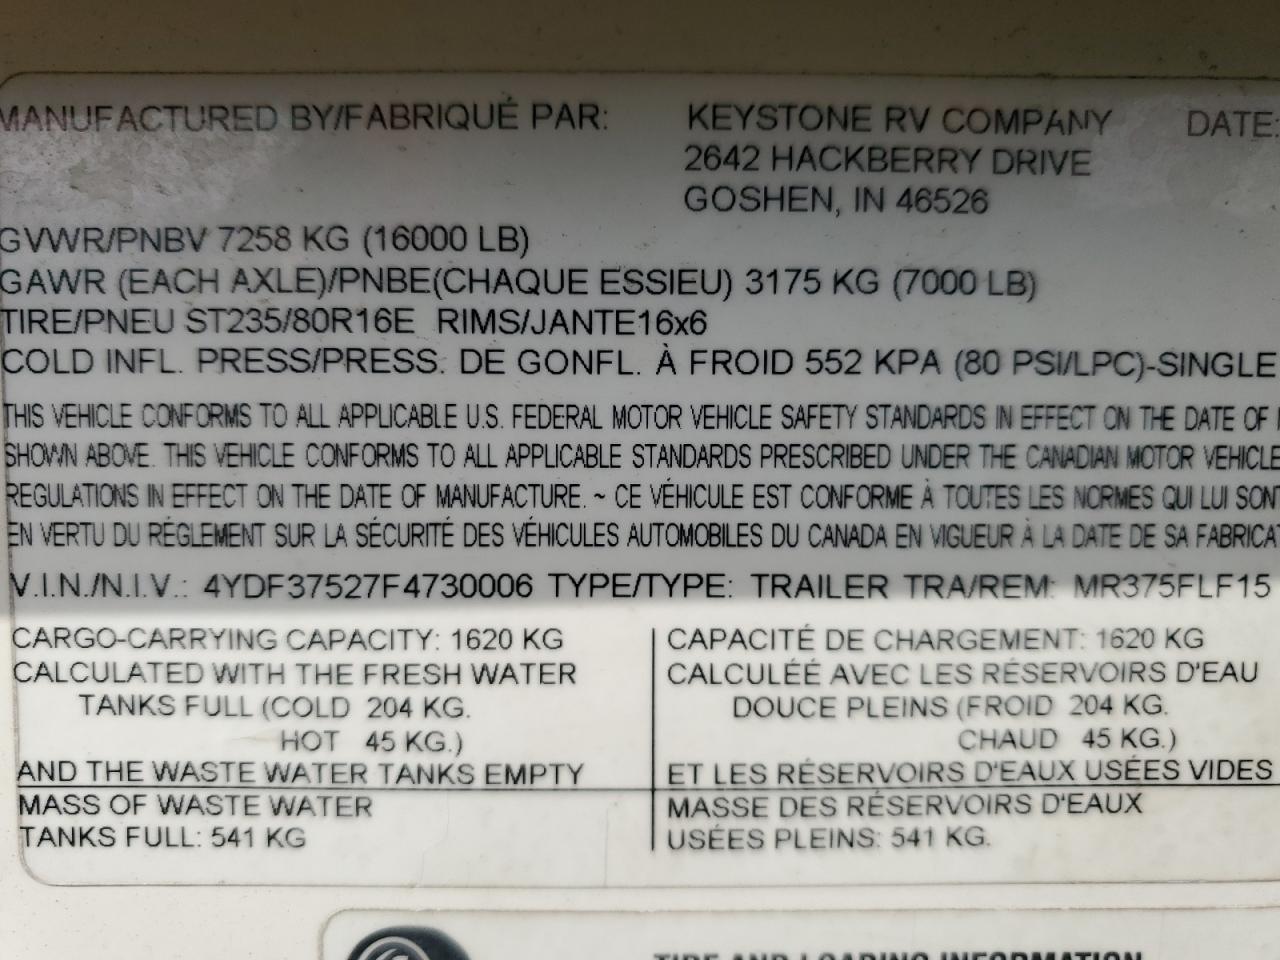 MANUFACTURED BY/FABRIQUÉ PAR: KEYSTONE RV COMPANY DATE:
2642 HACKBERRY DRIVE
GOSHEN, IN 46526
GVWR/PNBV 7258 KG (16000 LB)
GAWR (EACH AXLE)/PNBE(CHAQUE ESSIEU) 3175 KG (7000 LB)
TIRE/PNEU ST235/80R16E RIMS/JANTE16x6
COLD INFL. PRESS/PRESS. DE GONFL. À FROID 552 KPA (80 PSI/LPC)-SINGLE
THIS VEHICLE CONFORMS TO ALL APPLICABLE U.S. FEDERAL MOTOR VEHICLE SAFETY STANDARDS IN EFFECT ON THE DATE OF
SHOWN ABOVE. THIS VEHICLE CONFORMS TO ALL APPLICABLE STANDARDS PRESCRIBED UNDER THE CANADIAN MOTOR VEHICLE
REGULATIONS IN EFFECT ON THE DATE OF MANUFACTURE. ~ CE VÉHICULE EST CONFORME À TOUTES LES NORMES QUI LUI SONT
EN VERTU DU RÉGLEMENT SUR LA SÉCURITÉ DES VÉHICULES AUTOMOBILES DU CANADA EN VIGUEUR À LA DATE DE SA FABRICAT
V.I.N./N.I.V.: 4YDF37527F4730006 TYPE/TYPE: TRAILER TRA/REM: MR375FLF15
CARGO-CARRYING CAPACITY: 1620 KG
CALCULATED WITH THE FRESH WATER
TANKS FULL (COLD 204 KG.
HOT 45 KG.)
AND THE WASTE WATER TANKS EMPTY
MASS OF WASTE WATER
TANKS FULL: 541 KG
CAPACITÉ DE CHARGEMENT: 1620 KG
CALCULÉÉ AVEC LES RÉSERVOIRS D'EAU
DOUCE PLEINS (FROID 204 KG.
CHAUD 45 KG.)
ET LES RÉSERVOIRS D'EAUX USÉES VIDES
MASSE DES RÉSERVOIRS D'EAUX
USÉES PLEINS: 541 KG.
TIRE AND LOADING INFORMATION